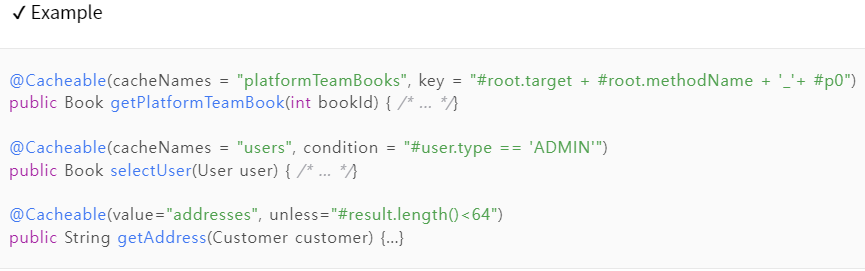 ✓ Example
@Cacheable(cacheNames = "platformTeamBooks", key = "#root.target + #root.methodName + '_'+ #p0")
public Book getPlatformTeamBook(int bookId) { /* ... */}
@Cacheable(cacheNames = "users", condition = "#user.type == 'ADMIN'")
public Book selectUser(User user) { /* ... */}
@Cacheable(value="addresses", unless="#result.length()<64")
public String getAddress(Customer customer) {...}